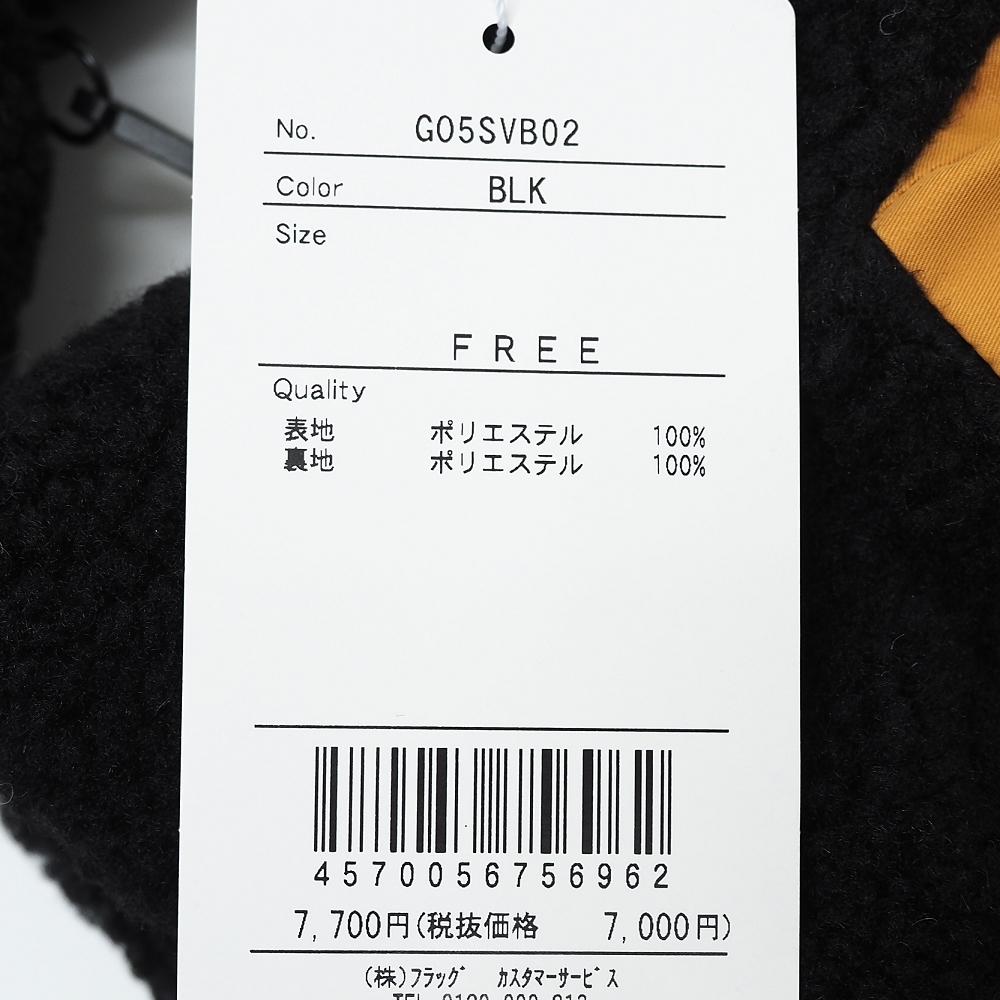 No. G05SVB02
Color BLK
Size
FREE
Quality
表地 ポリエステル 100%
裏地 ポリエステル 100%
4570056756962
7,700円(税抜価格 7,000円)
(株)フラッグ カスタマーサービス